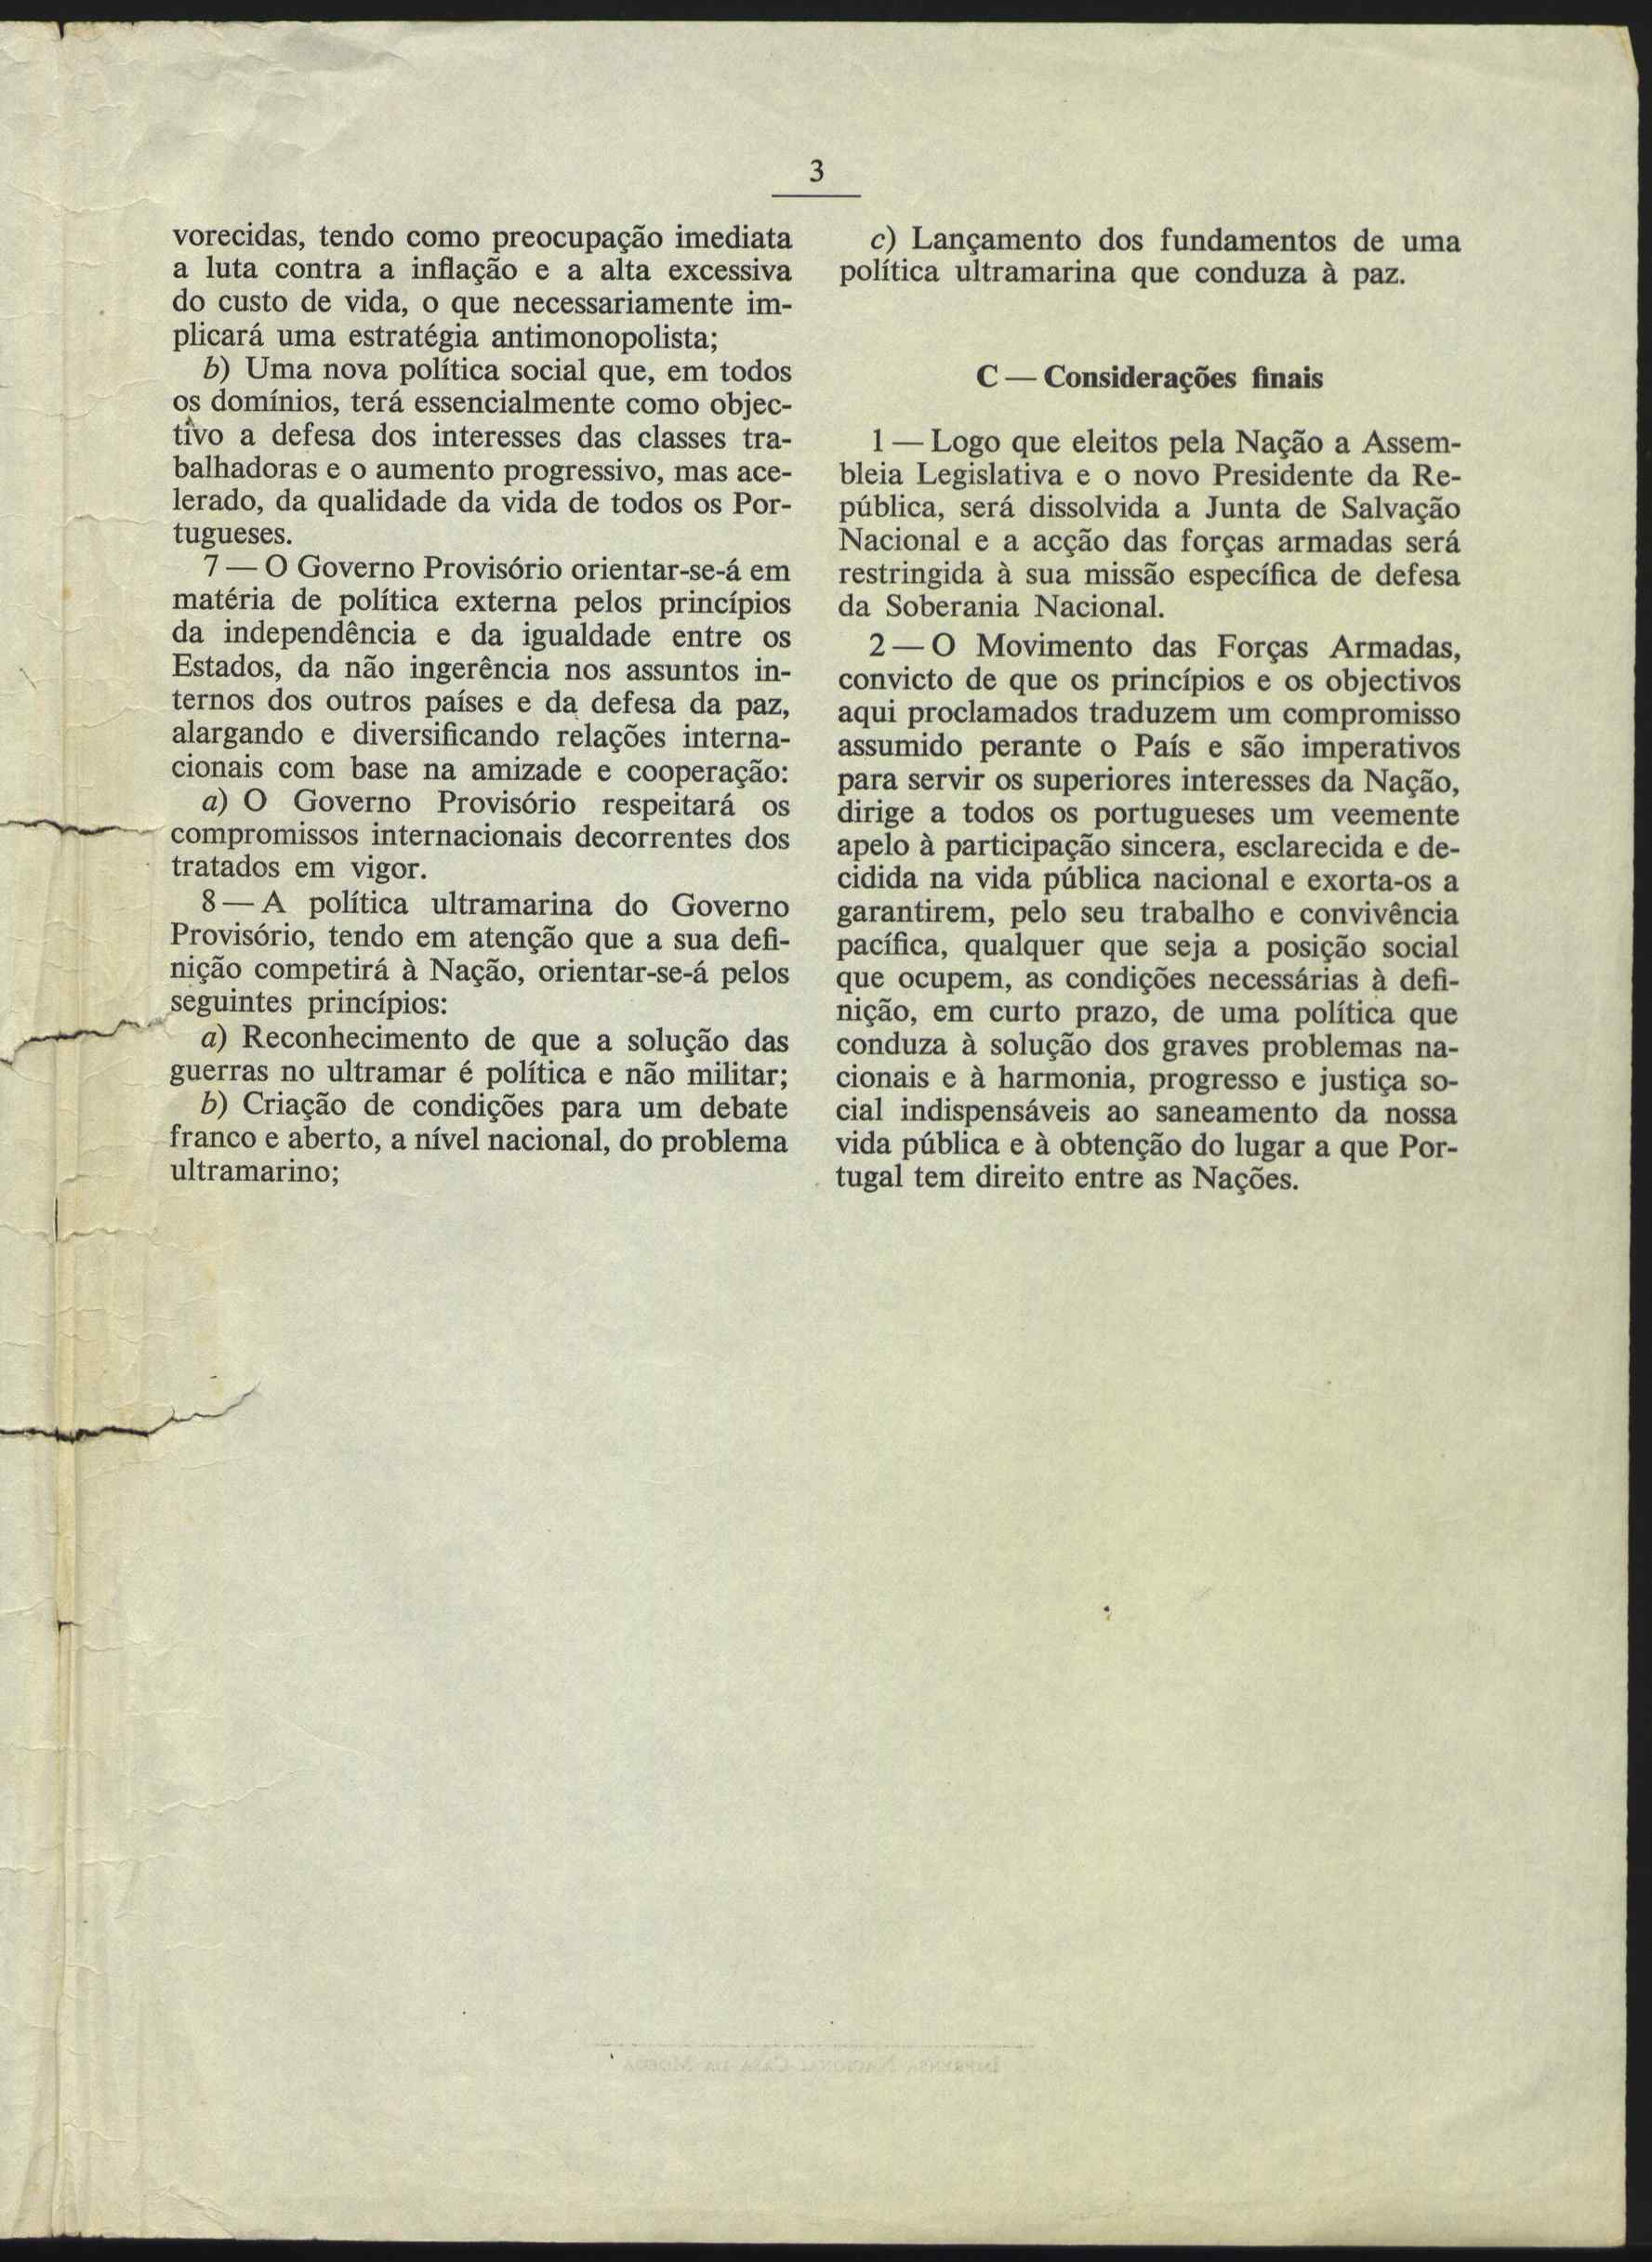 3
vorecidas, tendo como preocupação imediata
a luta contra a inflação e a alta excessiva
do custo de vida, o que necessariamente im-
plicará uma estratégia antimonopolista;
b) Uma nova política social que, em todos
os domínios, terá essencialmente como objec-
tivo a defesa dos interesses das classes tra-
balhadoras e o aumento progressivo, mas ace-
lerado, da qualidade da vida de todos os Por-
tugueses.
7 — O Governo Provisório orientar-se-á em
matéria de política externa pelos princípios
da independência e da igualdade entre os
Estados, da não ingerência nos assuntos in-
ternos dos outros países e da defesa da paz,
alargando e diversificando relações interna-
cionais com base na amizade e cooperação:
a) O Governo Provisório respeitará os
compromissos internacionais decorrentes dos
tratados em vigor.
8 — A política ultramarina do Governo
Provisório, tendo em atenção que a sua defi-
nição competirá à Nação, orientar-se-á pelos
seguintes princípios:
a) Reconhecimento de que a solução das
guerras no ultramar é política e não militar;
b) Criação de condições para um debate
franco e aberto, a nível nacional, do problema
ultramarino;
c) Lançamento dos fundamentos de uma
política ultramarina que conduza à paz.
C — Considerações finais
1 — Logo que eleitos pela Nação a Assem-
bleia Legislativa e o novo Presidente da Re-
pública, será dissolvida a Junta de Salvação
Nacional e a acção das forças armadas será
restringida à sua missão específica de defesa
da Soberania Nacional.
2 — O Movimento das Forças Armadas,
convicto de que os princípios e os objectivos
aqui proclamados traduzem um compromisso
assumido perante o País e são imperativos
para servir os superiores interesses da Nação,
dirige a todos os portugueses um veemente
apelo à participação sincera, esclarecida e de-
cidida na vida pública nacional e exorta-os a
garantirem, pelo seu trabalho e convivência
pacífica, qualquer que seja a posição social
que ocupem, as condições necessárias à defi-
nição, em curto prazo, de uma política que
conduza à solução dos graves problemas na-
cionais e à harmonia, progresso e justiça so-
cial indispensáveis ao saneamento da nossa
vida pública e à obtenção do lugar a que Por-
tugal tem direito entre as Nações.
IMPRENSA NACIONAL-CASA DA MOEDA